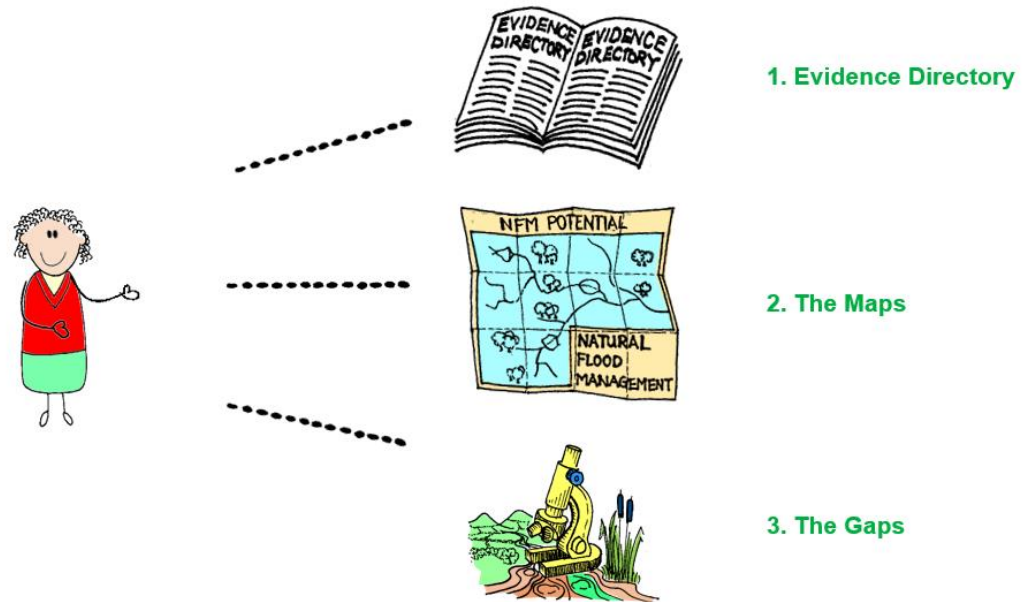 EVIDENCE
DIRECTORY
EVIDENCE
DIRECTORY
1. Evidence Directory
NFM POTENTIAL
NATURAL
FLOOD
MANAGEMENT
2. The Maps
3. The Gaps